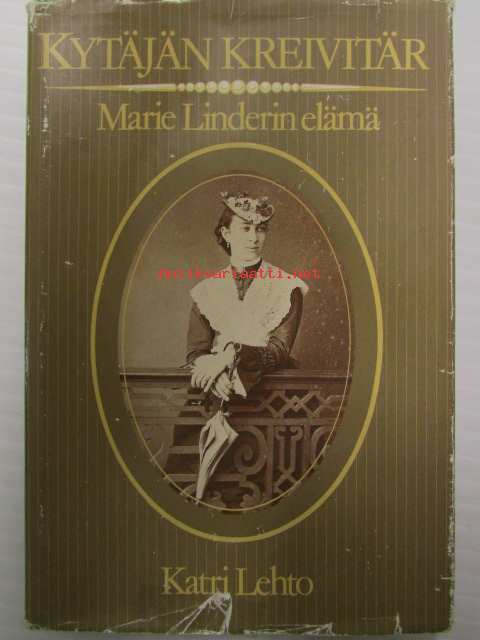 KYTÄJÄN KREIVITÄR
Marie Linderin elämä
Antikvariaatti.net
Katri Lehto